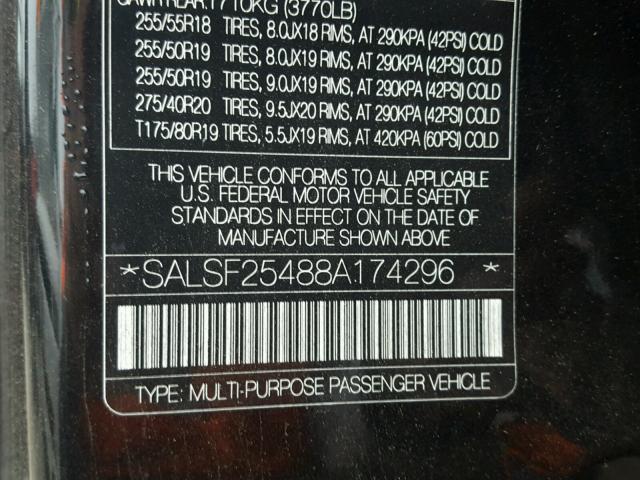 GAWR REAR: 1710KG (3770LB)
255/55R18 TIRES, 8.0JX18 RIMS, AT 290KPA (42PSI) COLD
255/50R19 TIRES, 8.0JX19 RIMS, AT 290KPA (42PSI) COLD
255/50R19 TIRES, 9.0JX19 RIMS, AT 290KPA (42PSI) COLD
275/40R20 TIRES, 9.5JX20 RIMS, AT 290KPA (42PSI) COLD
T175/80R19 TIRES, 5.5JX19 RIMS, AT 420KPA (60PSI) COLD
THIS VEHICLE CONFORMS TO ALL APPLICABLE
U.S. FEDERAL MOTOR VEHICLE SAFETY
STANDARDS IN EFFECT ON THE DATE OF
MANUFACTURE SHOWN ABOVE
*SALSF25488A174296 *
TYPE: MULTI-PURPOSE PASSENGER VEHICLE